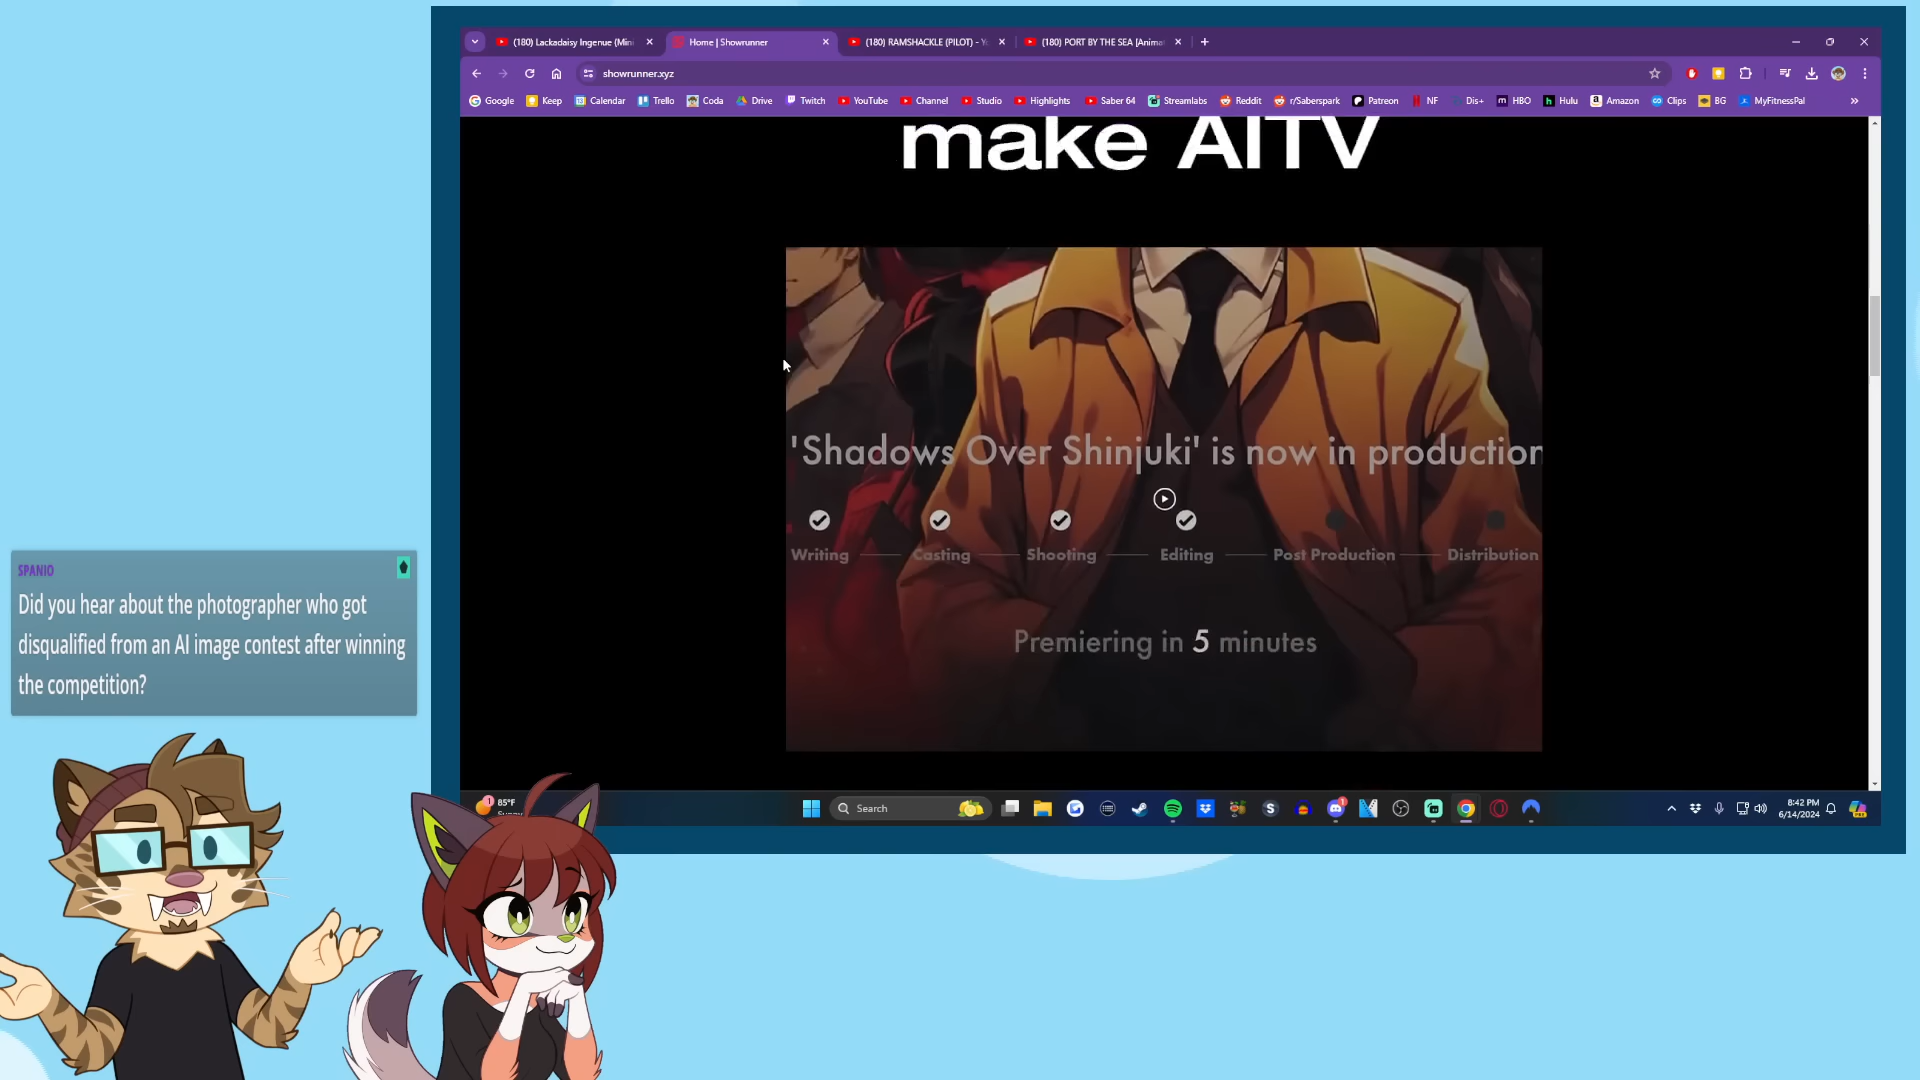 (180) Lackadaisy Ingenue (Mini
Home | Showrunner
(180) RAMSHACKLE (PILOT) - Y
(180) PORT BY THE SEA [Animat
showrunner.xyz
Google Keep Calendar Trello Coda Drive Twitch YouTube Channel Studio Highlights Saber 64 Streamlabs Reddit r/Saberspark Patreon NF Dis+ HBO Hulu Amazon Clips BG MyFitnessPal
make AITV
'Shadows Over Shinjuki' is now in production
Writing Casting Shooting Editing Post Production Distribution
Premiering in 5 minutes
SPANIO
Did you hear about the photographer who got
disqualified from an AI image contest after winning
the competition?
85°F
Sunny
Search
8:42 PM
6/14/2024